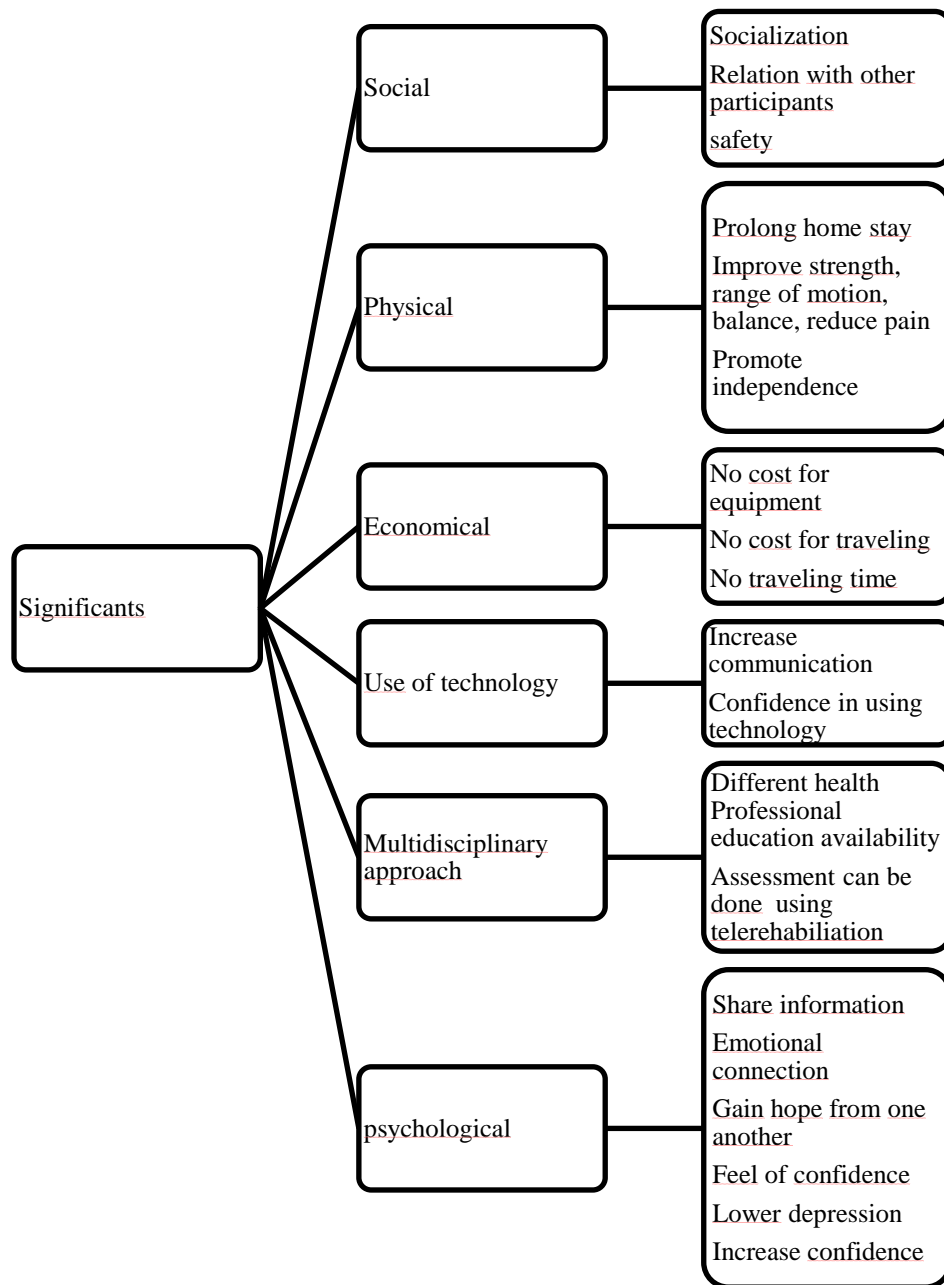 Significants
Social
Socialization
Relation with other
participants
safety
Physical
Prolong home stay
Improve strength,
range of motion,
balance, reduce pain
Promote
independence
Economical
No cost for
equipment
No cost for traveling
No traveling time
Use of technology
Increase
communication
Confidence in using
technology
Multidisciplinary
approach
Different health
Professional
education availability
Assessment can be
done  using
telerehabiliation
psychological
Share information
Emotional
connection
Gain hope from one
another
Feel of confidence
Lower depression
Increase confidence